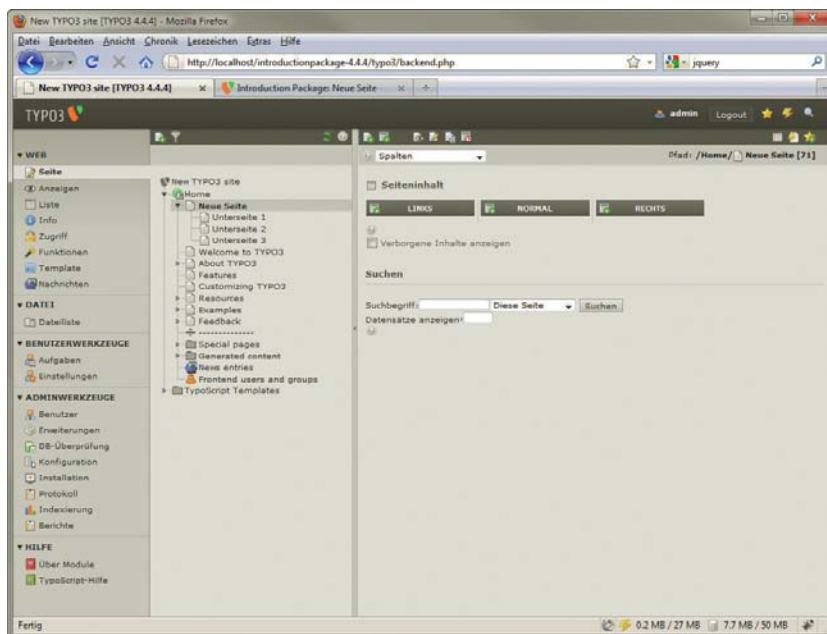 New TYPO3 site [TYPO3 4.4.4] - Mozilla Firefox
Datei Bearbeiten Ansicht Chronik Lesezeichen Extras Hilfe
http://localhost/introductionpackage-4.4.4/typo3/backend.php
jquery
New TYPO3 site [TYPO3 4.4.4]
Introduction Package: Neue Seite
TYPO3
admin
Logout
Spalten
Pfad: /Home/ Neue Seite [71]
WEB
Seite
Anzeigen
Liste
Info
Zugriff
Funktionen
Template
Nachrichten
DATEI
Dateiliste
BENUTZERWERKZEUGE
Aufgaben
Einstellungen
ADMINWERKZEUGE
Benutzer
Erweiterungen
DB-Überprüfung
Konfiguration
Installation
Protokoll
Indexierung
Berichte
HILFE
Über Module
TypoScript-Hilfe
New TYPO3 site
Home
Neue Seite
Unterseite 1
Unterseite 2
Unterseite 3
Welcome to TYPO3
About TYPO3
Features
Customizing TYPO3
Resources
Examples
Feedback
--------------
Special pages
Generated content
News entries
Frontend users and groups
TypoScript Templates
Seiteninhalt
LINKS
NORMAL
RECHTS
Verborgene Inhalte anzeigen
Suchen
Suchbegriff: Diese Seite Suchen
Datensätze anzeigen:
Fertig
0.2 MB / 27 MB
7.7 MB / 50 MB